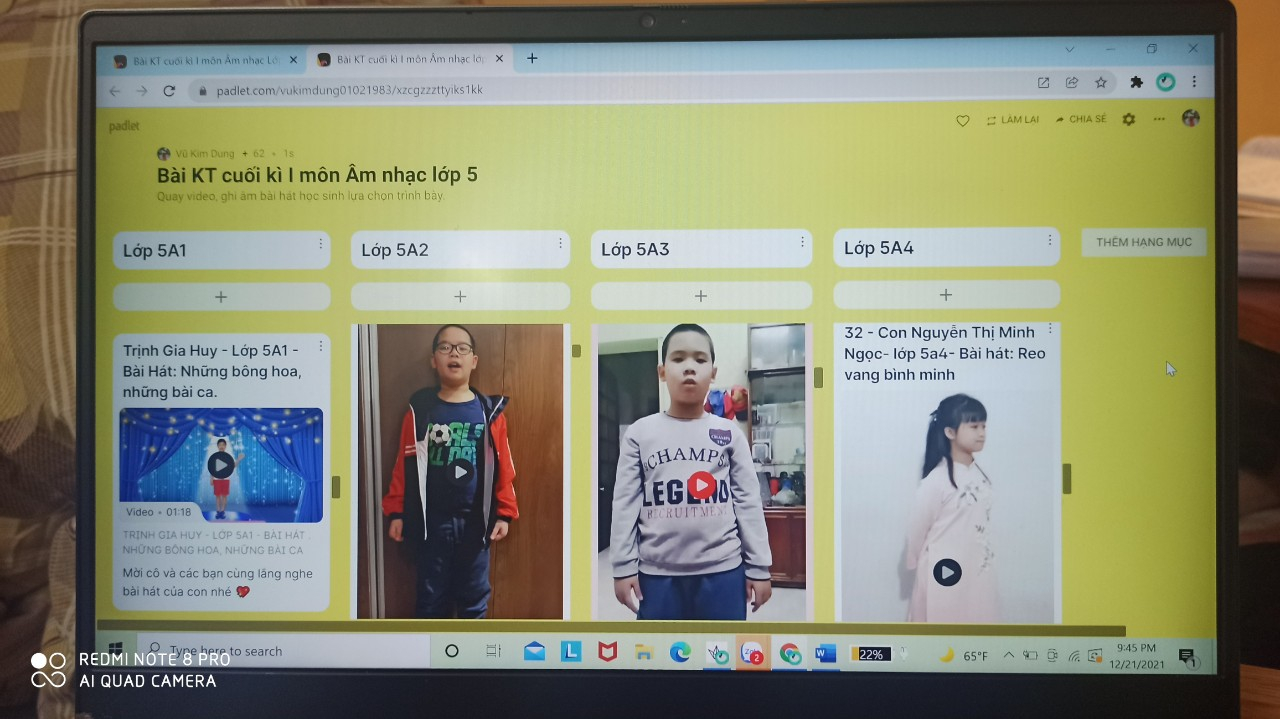 Bài KT cuối kì I môn Âm nhạc Lớ
Bài KT cuối kì I môn Âm nhạc lớp
padlet.com/vukimdung01021983/xzcgzzzttyiks1kk
padlet
LÀM LẠI
CHIA SẺ
Vũ Kim Dung + 62 • 1s
Bài KT cuối kì I môn Âm nhạc lớp 5
Quay video, ghi âm bài hát học sinh lựa chọn trình bày.
Lớp 5A1
Lớp 5A2
Lớp 5A3
Lớp 5A4
THÊM HẠNG MỤC
Trịnh Gia Huy - Lớp 5A1 -
Bài Hát: Những bông hoa,
những bài ca.
Video • 01:18
TRỊNH GIA HUY - LỚP 5A1 - BÀI HÁT .
NHỮNG BÔNG HOA, NHỮNG BÀI CA
Mời cô và các bạn cùng lắng nghe
bài hát của con nhé
GOALS
ALL DAY
CHAMPS
LEGEND
RECRUITMENT
32 - Con Nguyễn Thị Minh
Ngọc- lớp 5a4- Bài hát: Reo
vang bình minh
Type here to search
L
Zalo
2
W
22%
65°F
9:45 PM
12/21/2021
1
REDMI NOTE 8 PRO
AI QUAD CAMERA